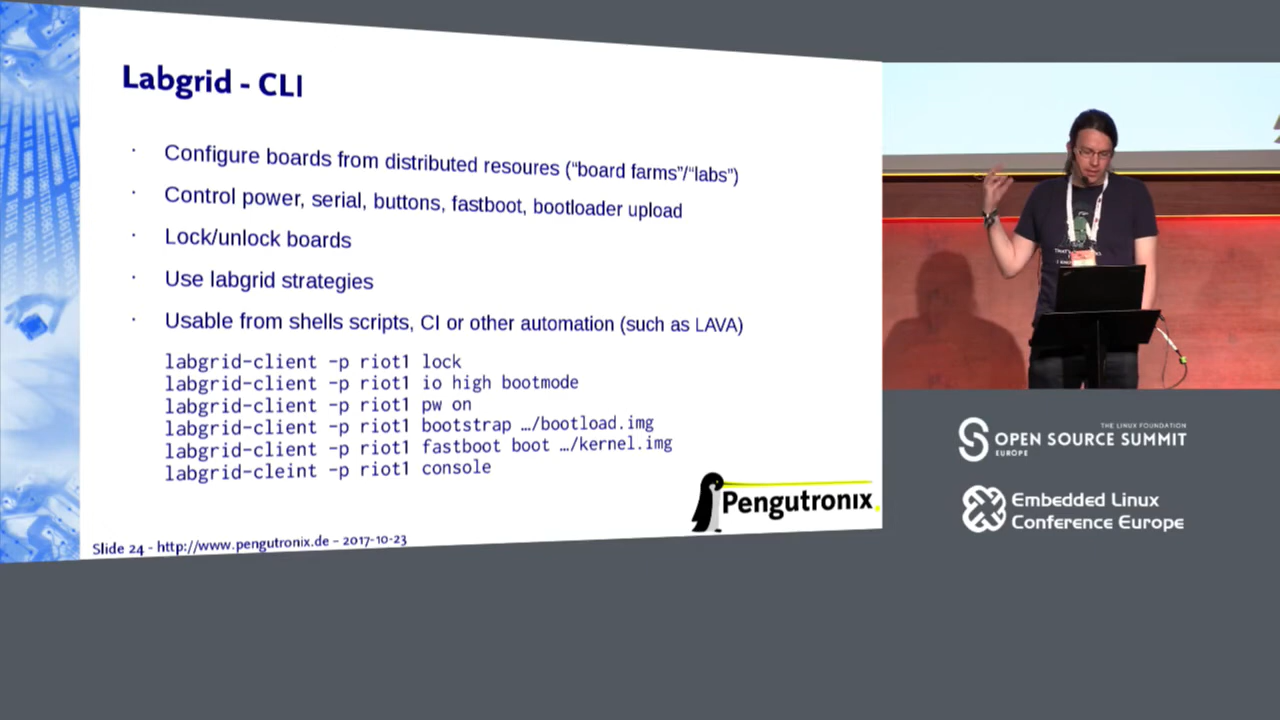 Labgrid - CLI
· Configure boards from distributed resoures (“board farms”/“labs”)
· Control power, serial, buttons, fastboot, bootloader upload
· Lock/unlock boards
· Use labgrid strategies
· Usable from shells scripts, CI or other automation (such as LAVA)
labgrid-client -p riot1 lock
labgrid-client -p riot1 io high bootmode
labgrid-client -p riot1 pw on
labgrid-client -p riot1 bootstrap …/bootload.img
labgrid-client -p riot1 fastboot boot …/kernel.img
labgrid-cleint -p riot1 console
Pengutronix
Slide 24 - http://www.pengutronix.de - 2017-10-23
THE LINUX FOUNDATION
OPEN SOURCE SUMMIT
EUROPE
Embedded Linux
Conference Europe